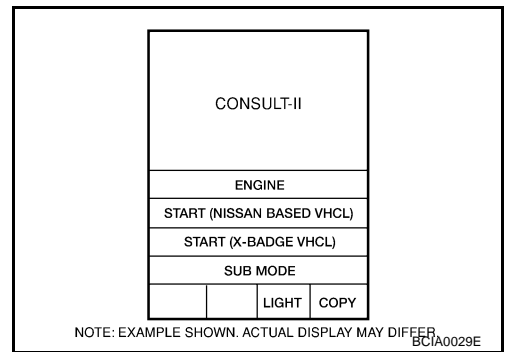 CONSULT-II
ENGINE
START (NISSAN BASED VHCL)
START (X-BADGE VHCL)
SUB MODE
LIGHT COPY
NOTE: EXAMPLE SHOWN. ACTUAL DISPLAY MAY DIFFER.
BCIA0029E